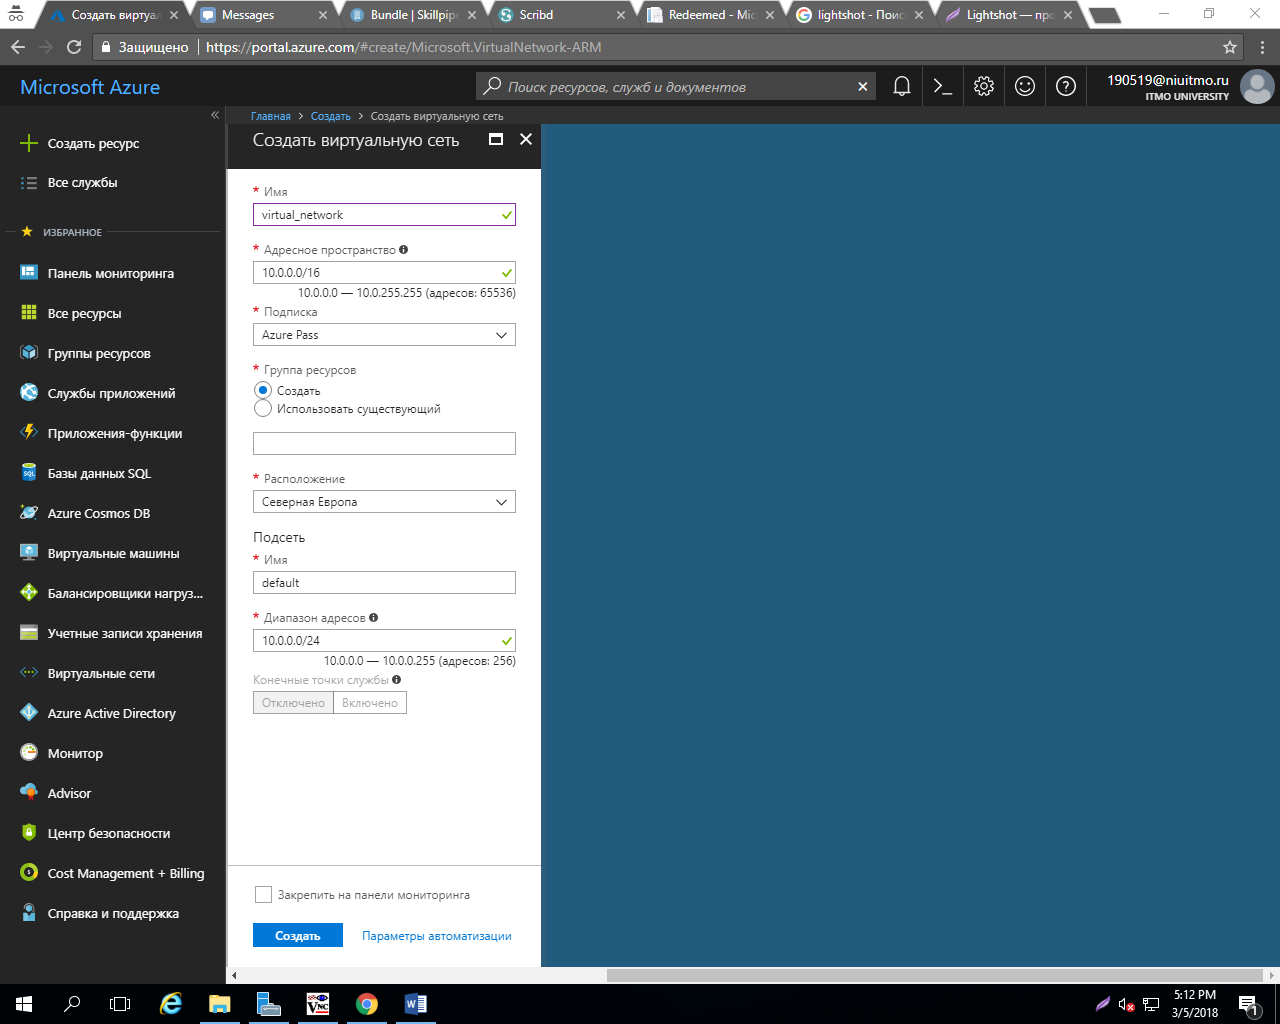 Создать виртуал
Messages
Bundle | Skillpip
Scribd
Redeemed - Mic
lightshot - Поис
Lightshot — про
Защищено
https://portal.azure.com/#create/Microsoft.VirtualNetwork-ARM
Microsoft Azure
Поиск ресурсов, служб и документов
190519@niuitmo.ru
ITMO UNIVERSITY
Главная > Создать > Создать виртуальную сеть
Создать ресурс
Все службы
ИЗБРАННОЕ
Панель мониторинга
Все ресурсы
Группы ресурсов
Службы приложений
Приложения-функции
Базы данных SQL
Azure Cosmos DB
Виртуальные машины
Балансировщики нагруз...
Учетные записи хранения
Виртуальные сети
Azure Active Directory
Монитор
Advisor
Центр безопасности
Cost Management + Billing
Справка и поддержка
Создать виртуальную сеть
* Имя
virtual_network
* Адресное пространство
10.0.0.0/16
10.0.0.0 — 10.0.255.255 (адресов: 65536)
* Подписка
Azure Pass
* Группа ресурсов
Создать
Использовать существующий
* Расположение
Северная Европа
Подсеть
* Имя
default
* Диапазон адресов
10.0.0.0/24
10.0.0.0 — 10.0.0.255 (адресов: 256)
Конечные точки службы
Отключено Включено
Закрепить на панели мониторинга
Создать
Параметры автоматизации
5:12 PM
3/5/2018
1